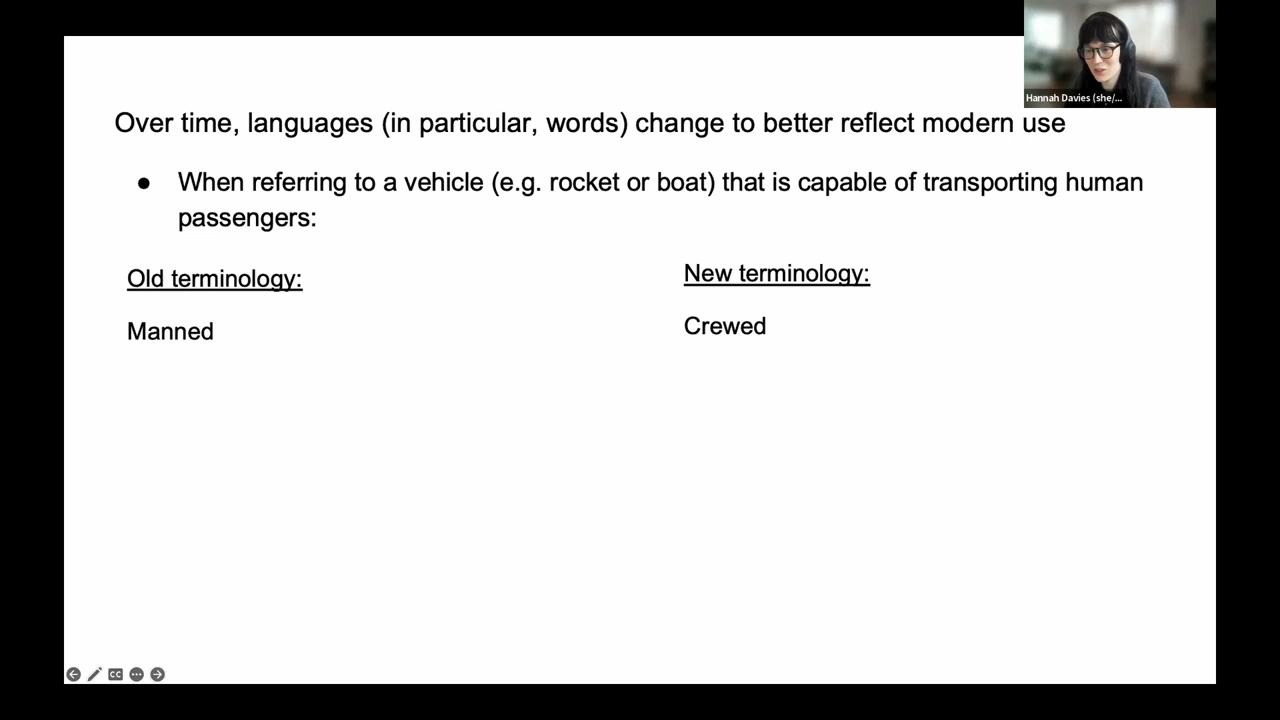 Hannah Davies (she/...
Over time, languages (in particular, words) change to better reflect modern use
● When referring to a vehicle (e.g. rocket or boat) that is capable of transporting human
passengers:
Old terminology:
New terminology:
Manned
Crewed
CC